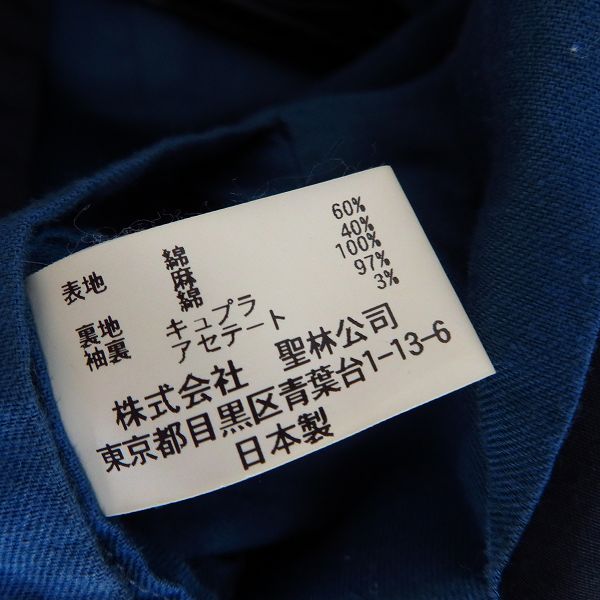 表地 綿 60%
麻 40%
裏地 綿 100%
袖裏 キュプラ 97%
アセテート 3%
株式会社 聖林公司
東京都目黒区青葉台1-13-6
日本製